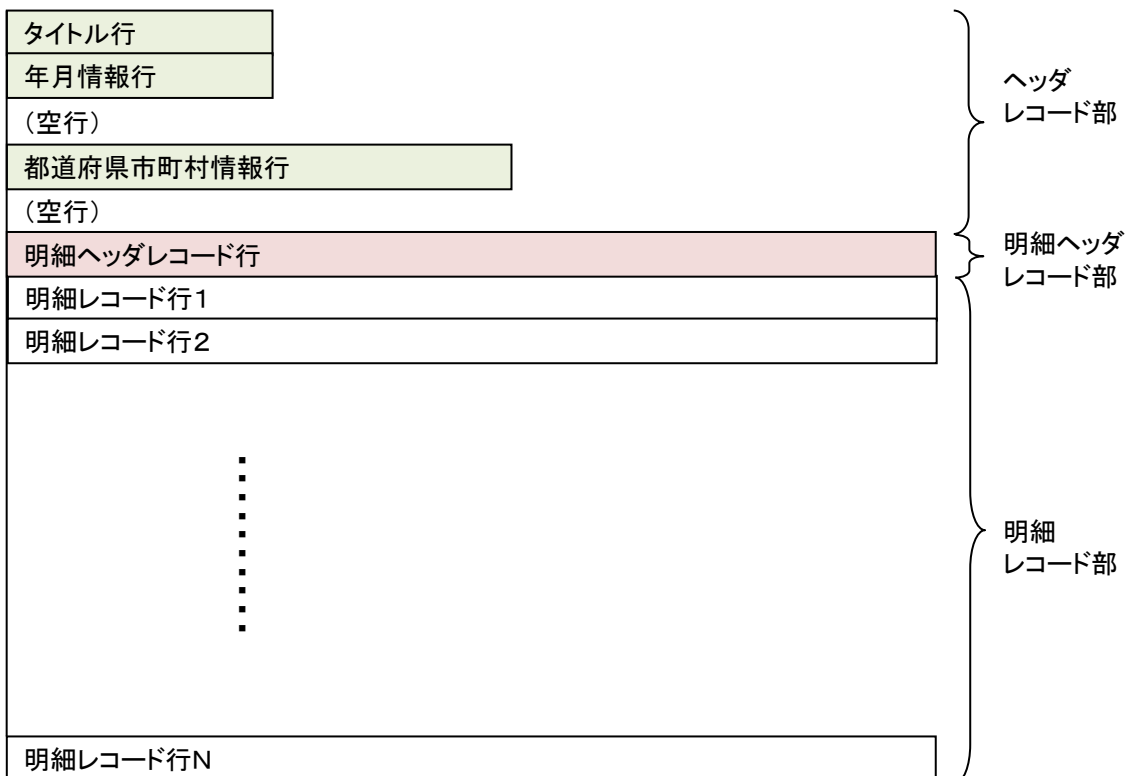 タイトル行
年月情報行
（空行）
都道府県市町村情報行
（空行）
明細ヘッダレコード行
明細レコード行１
明細レコード行２
明細レコード行Ｎ
ヘッダ
レコード部
明細ヘッダ
レコード部
明細
レコード部